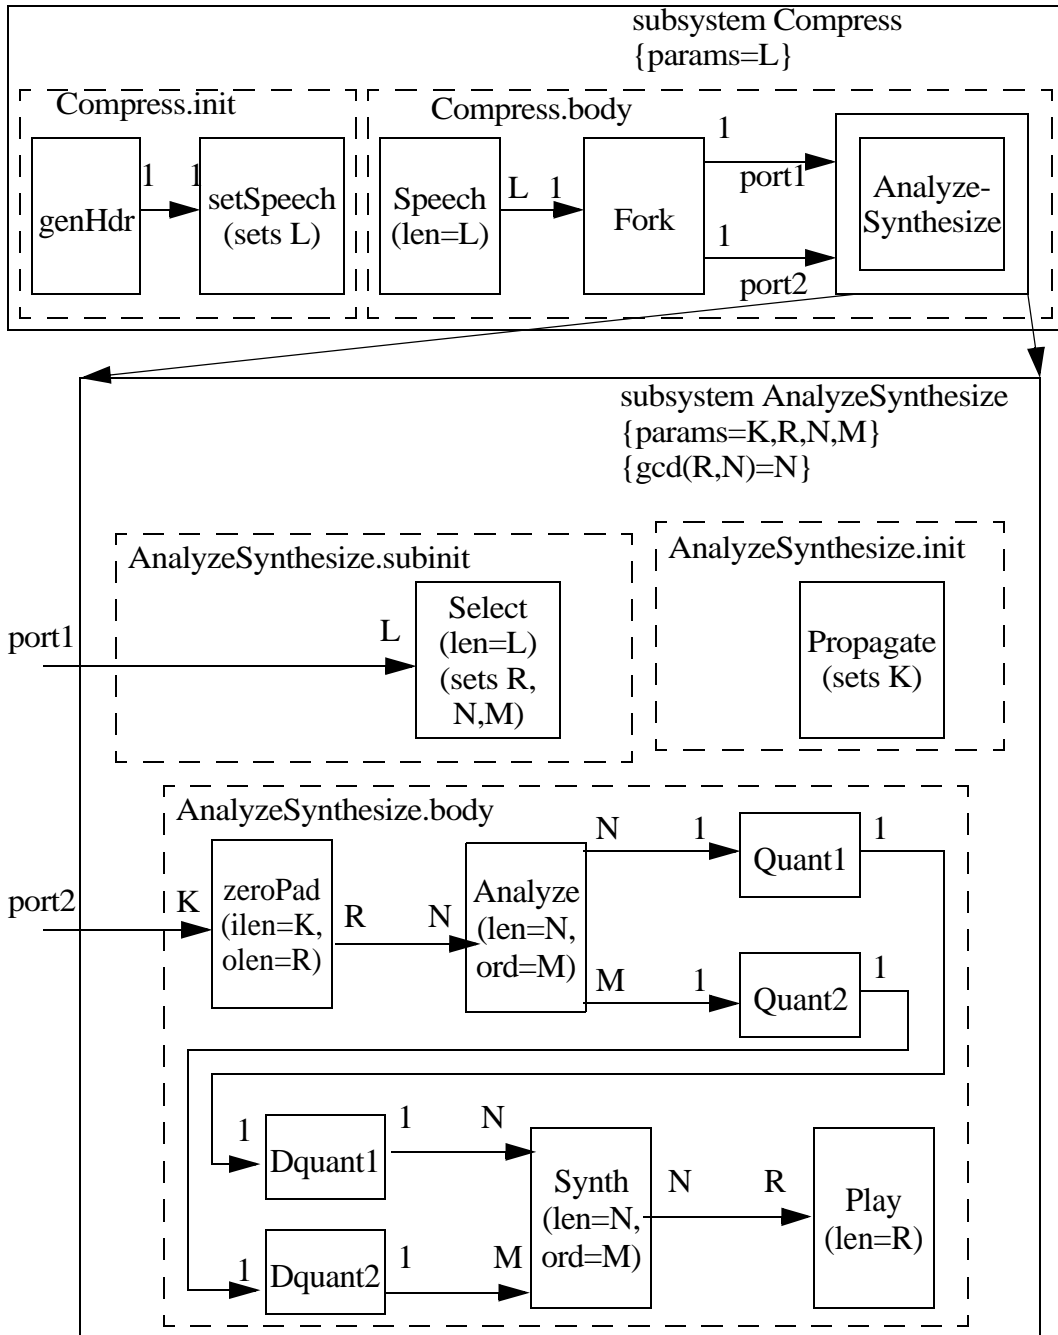 subsystem Compress
{params=L}
Compress.init
Compress.body
genHdr
1
1
setSpeech
(sets L)
Speech
(len=L)
L
1
Fork
1
port1
1
port2
Analyze-
Synthesize
subsystem AnalyzeSynthesize
{params=K,R,N,M}
{gcd(R,N)=N}
AnalyzeSynthesize.subinit
AnalyzeSynthesize.init
port1
L
Select
(len=L)
(sets R,
N,M)
Propagate
(sets K)
AnalyzeSynthesize.body
port2
K
zeroPad
(ilen=K,
olen=R)
R
N
Analyze
(len=N,
ord=M)
N
1
Quant1
1
M
1
Quant2
1
1
Dquant1
1
N
1
Dquant2
1
M
Synth
(len=N,
ord=M)
N
R
Play
(len=R)